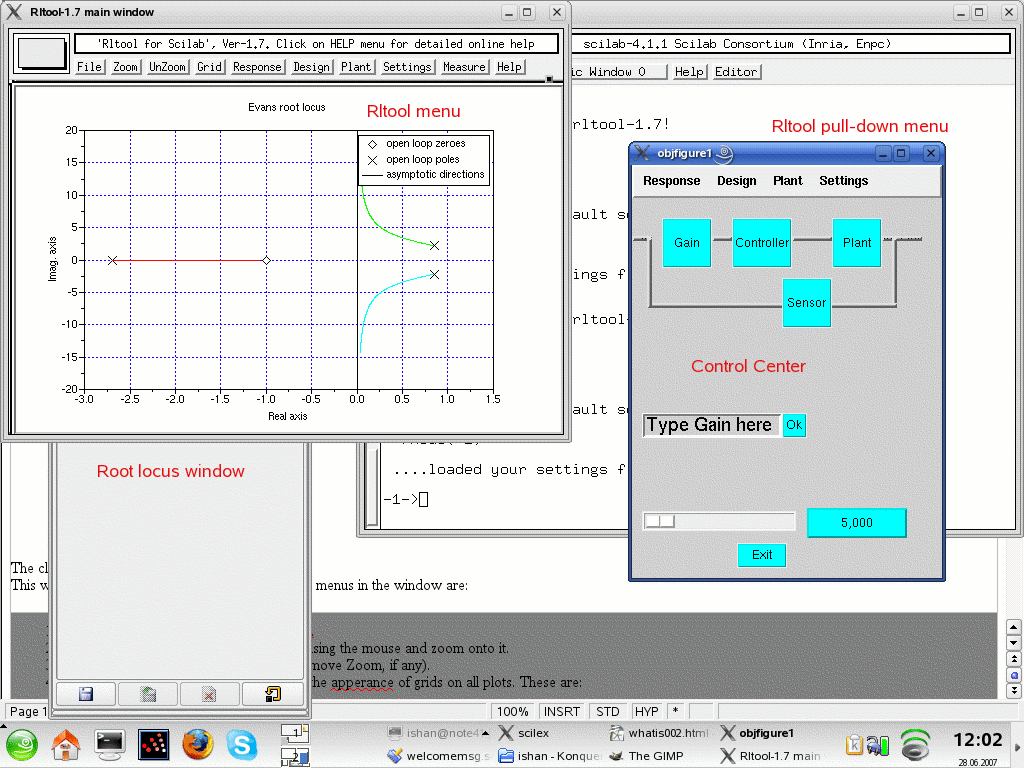 Rltool-1.7 main window
'Rltool for Scilab', Ver-1.7. Click on HELP menu for detailed online help
File Zoom UnZoom Grid Response Design Plant Settings Measure Help
Evans root locus
Rltool menu
open loop zeroes
open loop poles
asymptotic directions
20
15
10
5
0
-5
-10
-15
-20
Imag. axis
-3.0 -2.5 -2.0 -1.5 -1.0 -0.5 0.0 0.5 1.0 1.5
Real axis
scilab-4.1.1 Scilab Consortium (Inria, Enpc)
ic Window 0 Help Editor
rltool-1.7!
Rltool pull-down menu
objfigure1
Response Design Plant Settings
Gain Controller Plant
Sensor
Control Center
Type Gain here Ok
5,000
Exit
ault s
ings f
rltool-
ault s
....loaded your settings f
-1->
Root locus window
The cl
This w menus in the window are:
sing the mouse and zoom onto it.
move Zoom, if any).
he apperance of grids on all plots. These are:
Page 1 100% INSRT STD HYP *
ishan@note4 scilex whatis002.html objfigure1
welcomemsg.s ishan - Konque The GIMP Rltool-1.7 main
1
2
12:02
28.06.2007